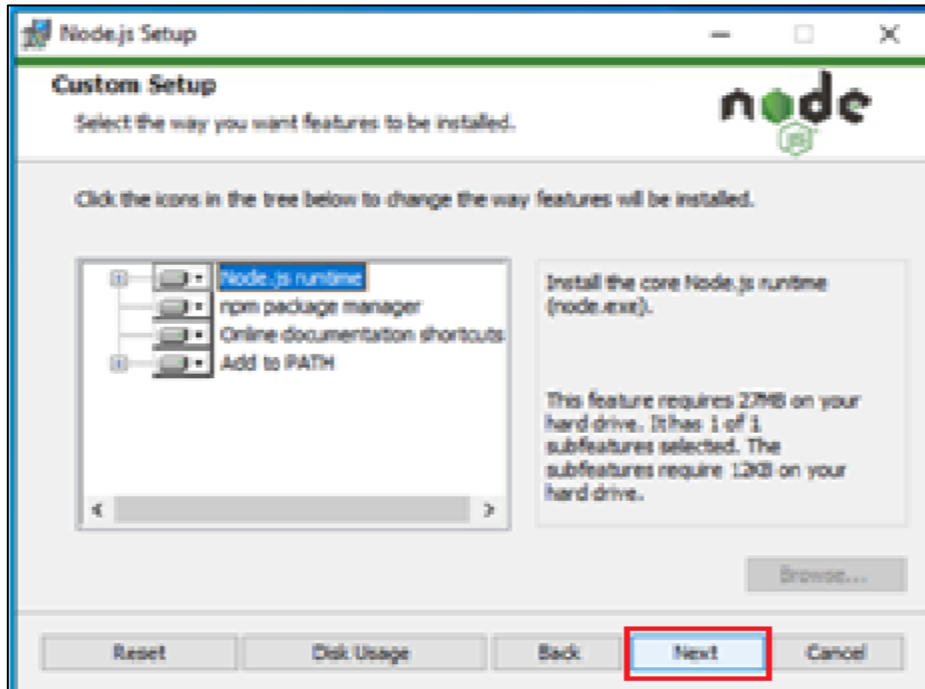 Node.js Setup
Custom Setup
Select the way you want features to be installed.
node
JS
Click the icons in the tree below to change the way features will be installed.
Node.js runtime
npm package manager
Online documentation shortcuts
Add to PATH
Install the core Node.js runtime
(node.exe).
This feature requires 27MB on your
hard drive. It has 1 of 1
subfeatures selected. The
subfeatures require 12KB on your
hard drive.
Browse...
Reset
Disk Usage
Back
Next
Cancel